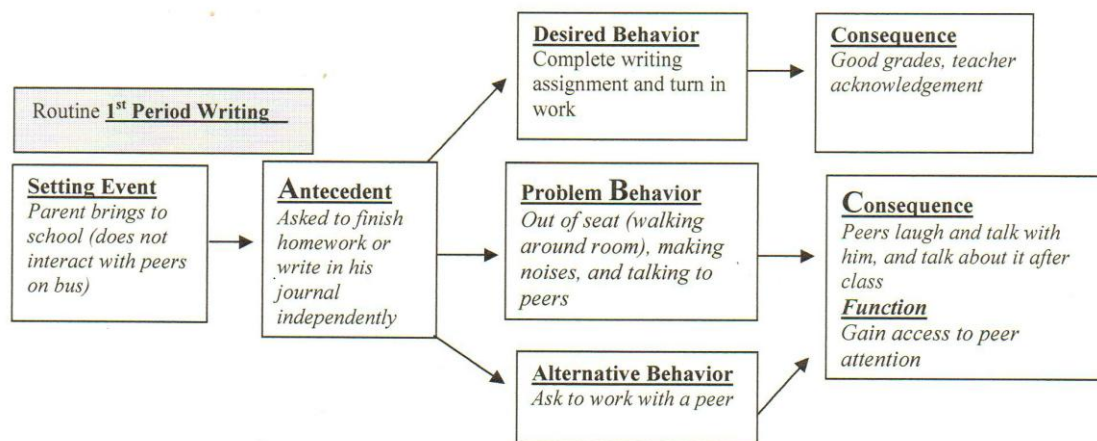 Desired Behavior
Complete writing
assignment and turn in
work
Consequence
Good grades, teacher
acknowledgement
Routine 1st Period Writing
Setting Event
Parent brings to
school (does not
interact with peers
on bus)
Antecedent
Asked to finish
homework or
write in his
journal
independently
Problem Behavior
Out of seat (walking
around room), making
noises, and talking to
peers
Consequence
Peers laugh and talk with
him, and talk about it after
class
Function
Gain access to peer
attention
Alternative Behavior
Ask to work with a peer